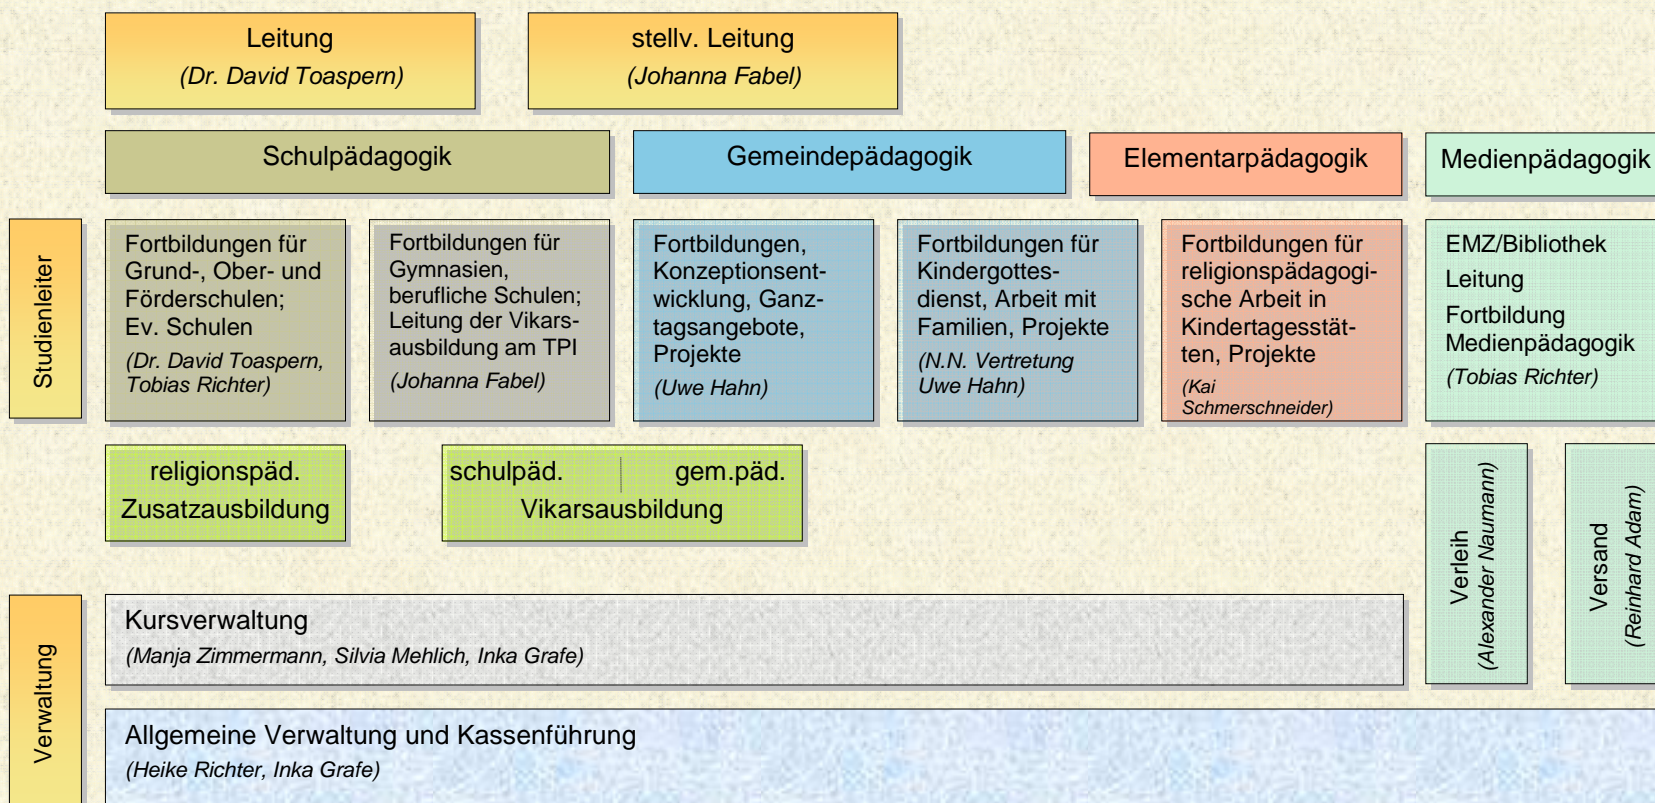 Leitung
(Dr. David Toaspern)
stellv. Leitung
(Johanna Fabel)
Schulpädagogik
Gemeindepädagogik
Elementarpädagogik
Medienpädagogik
Studienleiter
Fortbildungen für
Grund-, Ober- und
Förderschulen;
Ev. Schulen
(Dr. David Toaspern,
Tobias Richter)
Fortbildungen für
Gymnasien,
berufliche Schulen;
Leitung der Vikars-
ausbildung am TPI
(Johanna Fabel)
Fortbildungen,
Konzeptionsent-
wicklung, Ganz-
tagsangebote,
Projekte
(Uwe Hahn)
Fortbildungen für
Kindergottes-
dienst, Arbeit mit
Familien, Projekte
(N.N. Vertretung
Uwe Hahn)
Fortbildungen für
religionspädagogi-
sche Arbeit in
Kindertagesstät-
ten, Projekte
(Kai
Schmerschneider)
EMZ/Bibliothek
Leitung
Fortbildung
Medienpädagogik
(Tobias Richter)
religionspäd.
Zusatzausbildung
schulpäd. gem.päd.
Vikarsausbildung
Verleih
(Alexander Naumann)
Versand
(Reinhard Adam)
Verwaltung
Kursverwaltung
(Manja Zimmermann, Silvia Mehlich, Inka Grafe)
Allgemeine Verwaltung und Kassenführung
(Heike Richter, Inka Grafe)